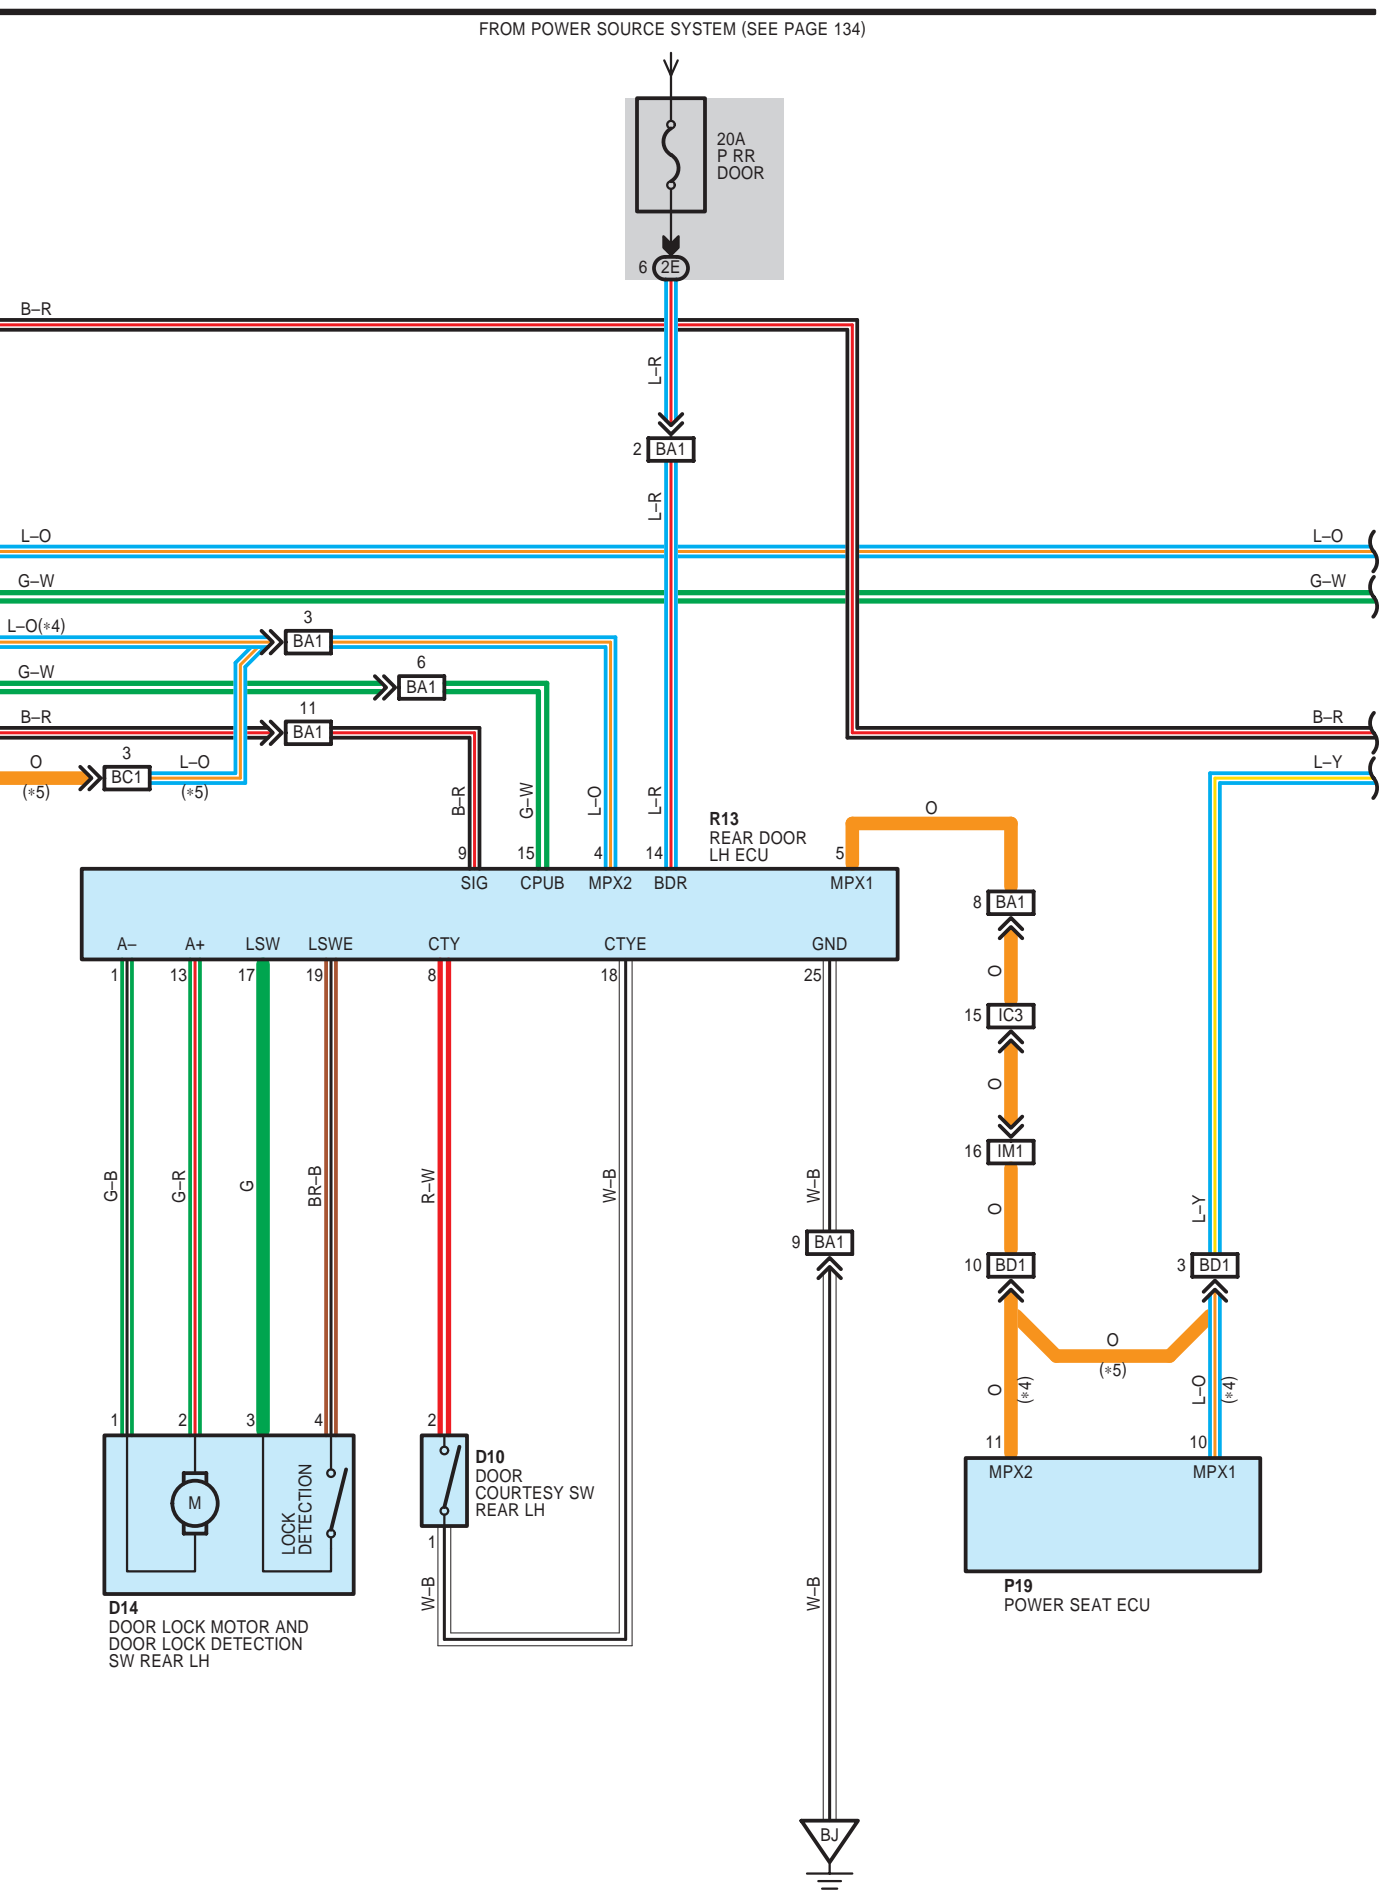 FROM POWER SOURCE SYSTEM (SEE PAGE 134)
20A
P RR
DOOR
6 2E
B–R
L–R
2 BA1
L–R
L–O L–O
G–W G–W
L–O(∗4) 3
BA1
G–W 6
BA1
B–R 11
BA1
B–R
O 3 L–O
BC1
(∗5) (∗5)
L–Y
B–R G–W L–O L–R
R13
REAR DOOR
LH ECU
O
9 15 4 14 5
SIG CPUB MPX2 BDR MPX1
8 BA1
A– A+ LSW LSWE CTY CTYE GND
1 13 17 19 8 18 25
O
15 IC3
O
16 IM1
G–B G–R G BR–B R–W W–B W–B
O L–Y
9 BA1
10 BD1 3 BD1
O
(∗5)
O (∗4) L–O (∗4)
1 2 3 4 2
11 10
MPX2 MPX1
M
LOCK
DETECTION
D10
DOOR
COURTESY SW
REAR LH
1
W–B W–B
P19
POWER SEAT ECU
D14
DOOR LOCK MOTOR AND
DOOR LOCK DETECTION
SW REAR LH
BJ